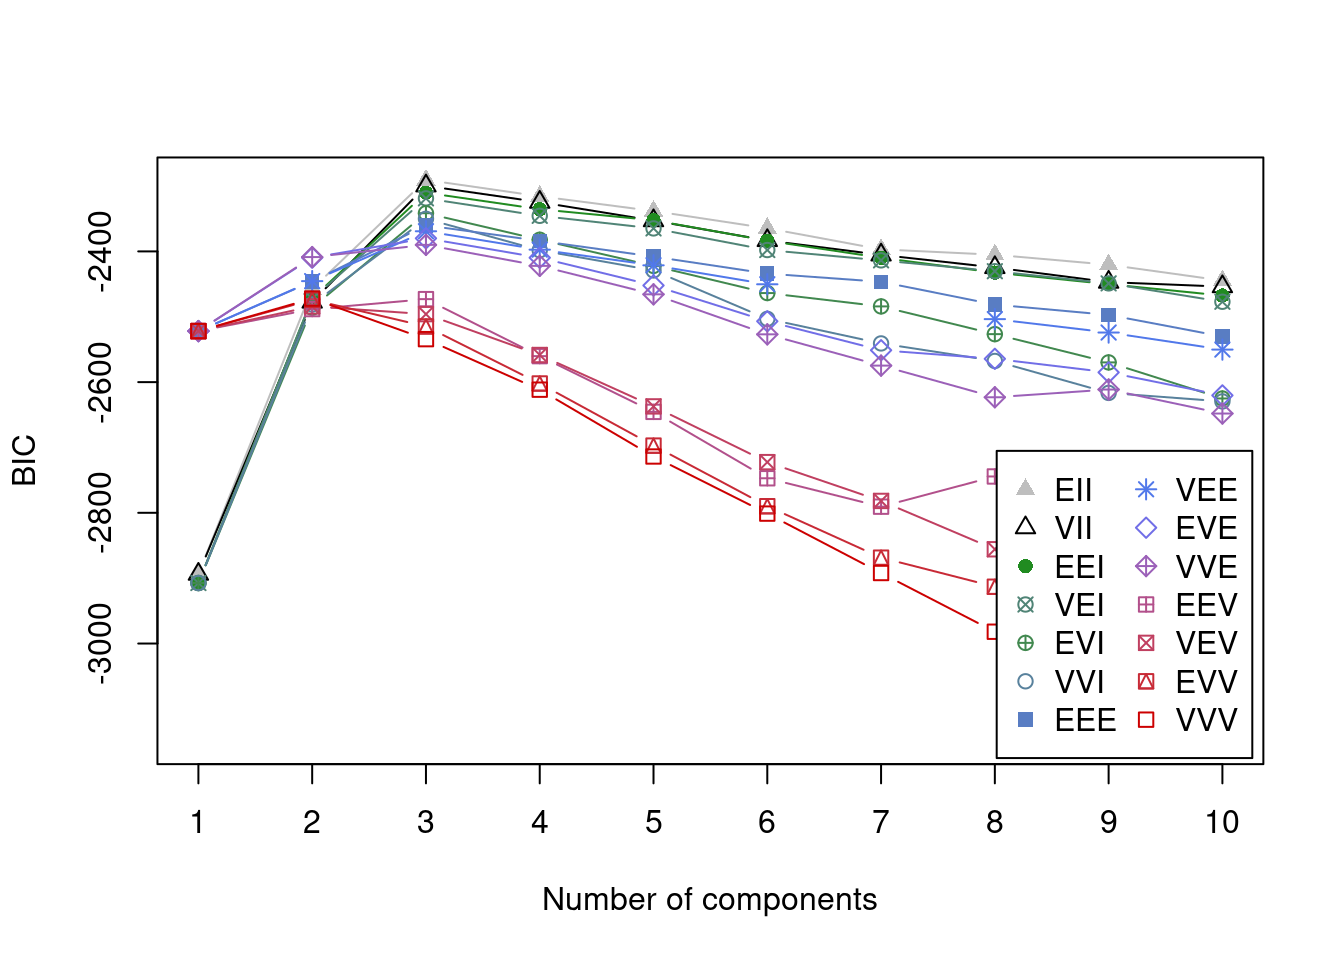 BIC
-2400
-2600
-2800
-3000
1 2 3 4 5 6 7 8 9 10
Number of components
EII VEE
VII EVE
EEI VVE
VEI EEV
EVI VEV
VVI EVV
EEE VVV